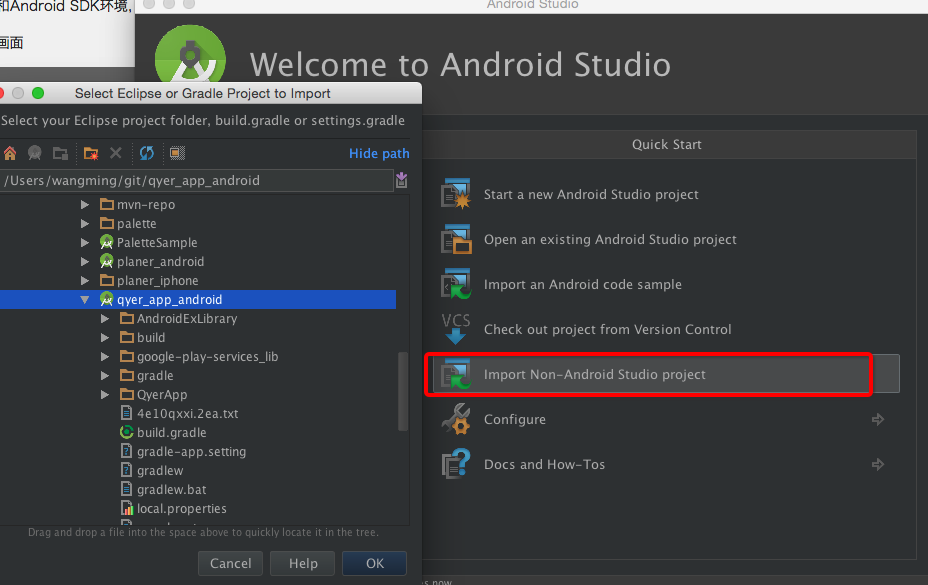 和Android SDK环境,
画面
Android Studio
Welcome to Android Studio
Select Eclipse or Gradle Project to Import
Select your Eclipse project folder, build.gradle or settings.gradle
Hide path
/Users/wangming/git/qyer_app_android
mvn-repo
palette
PaletteSample
planer_android
planer_iphone
qyer_app_android
AndroidExLibrary
build
google-play-services_lib
gradle
QyerApp
4e10qxxi.2ea.txt
build.gradle
gradle-app.setting
gradlew
gradlew.bat
local.properties
Drag and drop a file into the space above to quickly locate it in the tree.
Cancel
Help
OK
Quick Start
Start a new Android Studio project
Open an existing Android Studio project
Import an Android code sample
VCS
Check out project from Version Control
Import Non-Android Studio project
Configure
Docs and How-Tos
now